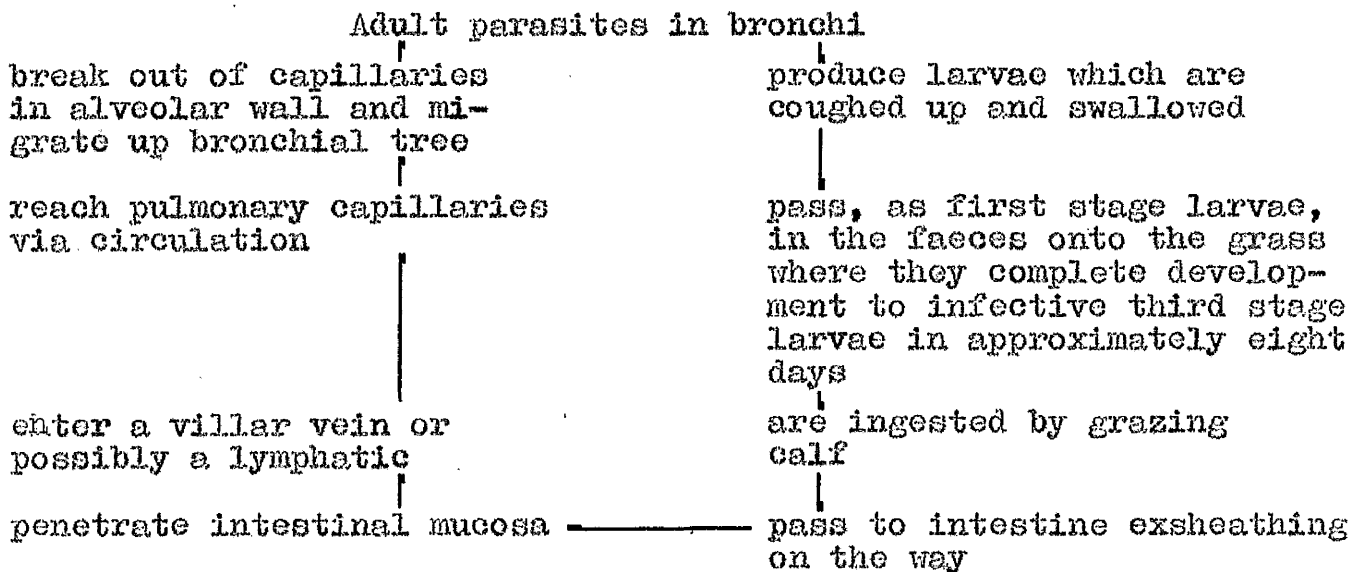 Adult parasites in bronchi
break out of capillaries
in alveolar wall and mi-
grate up bronchial tree
reach pulmonary capillaries
via circulation
enter a villar vein or
possibly a lymphatic
penetrate intestinal mucosa
produce larvae which are
coughed up and swallowed
pass, as first stage larvae,
in the faeces onto the grass
where they complete develop-
ment to infective third stage
larvae in approximately eight
days
are ingested by grazing
calf
pass to intestine exsheathing
on the way